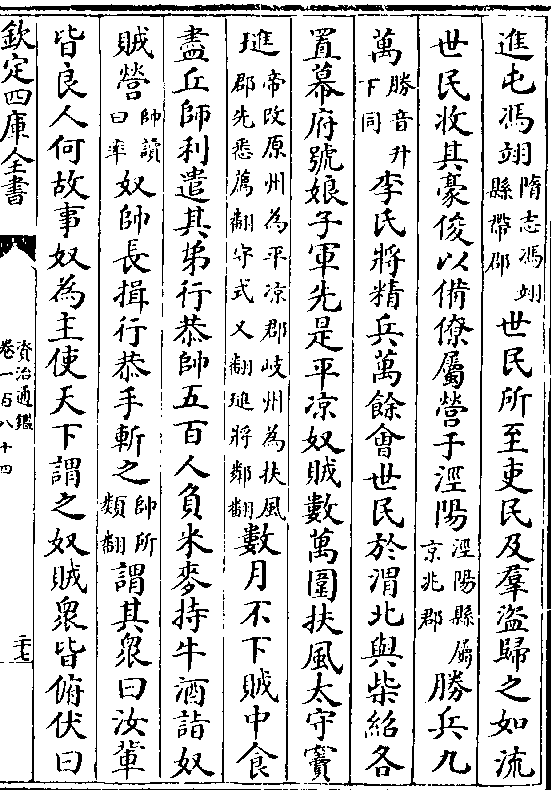 進屯馮翊隋志馮翊縣帶郡世民所至吏民及羣盜歸之如流
世民收其豪俊以備僚屬營于涇陽涇陽縣屬京兆郡勝兵九
萬勝音升下同李氏將精兵萬餘會世民於渭北與柴紹各
置幕府號娘子軍先是平凉奴賊數萬圍扶風太守竇
璡帝改原州為平凉郡岐州為扶風郡先悉薦翻守式又翻璡將鄰翻數月不下賊中食
盡丘師利遣其弟行恭帥五百人負米麥持牛酒詣奴
賊營帥讀曰率奴帥長揖行恭手斬之帥所類翻謂其衆曰汝輩
皆良人何故事奴為主使天下謂之奴賊衆皆俯伏曰
欽定四庫全書
資治通鑑
卷一百八十四
二十七